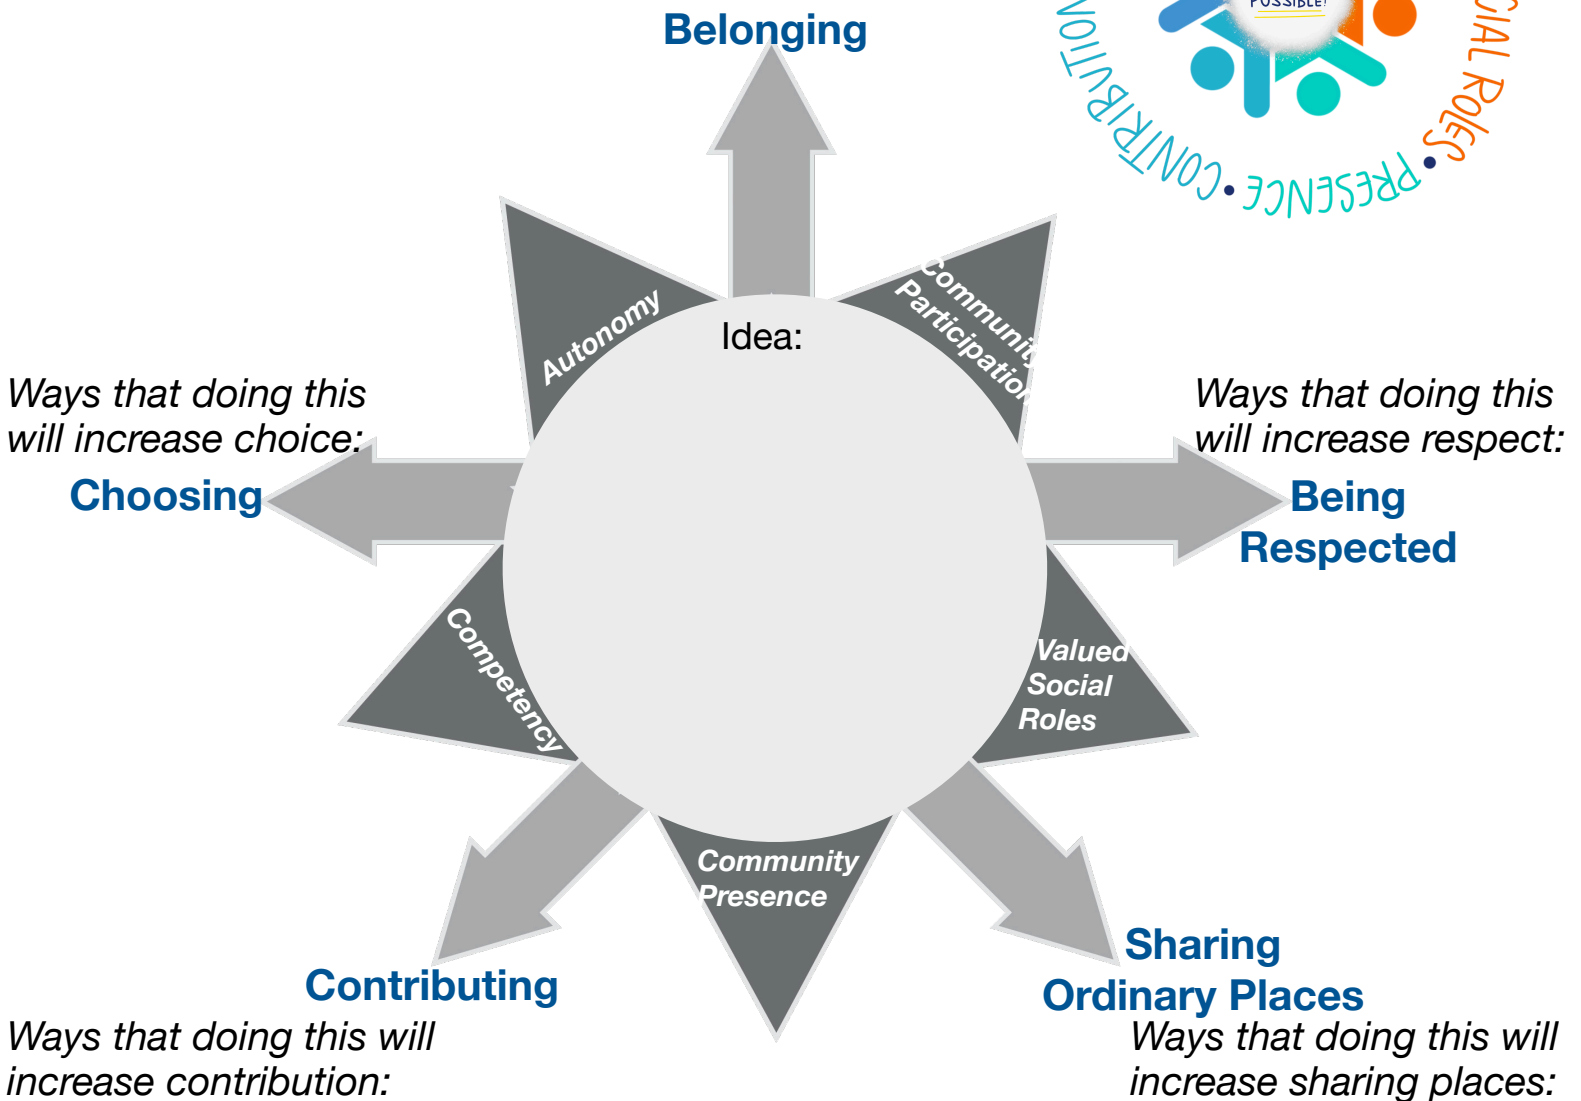 Belonging
POSSIBLE!
CONTRIBUTION • PRESENCE • SOCIAL ROLES
Autonomy
Community
Participation
Idea:
Ways that doing this
will increase choice:
Choosing
Ways that doing this
will increase respect:
Being
Respected
Competency
Valued
Social
Roles
Community
Presence
Contributing
Ways that doing this will
increase contribution:
Sharing
Ordinary Places
Ways that doing this will
increase sharing places: